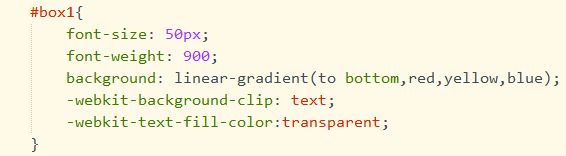 #box1{
font-size: 50px;
font-weight: 900;
background: linear-gradient(to bottom,red,yellow,blue);
-webkit-background-clip: text;
-webkit-text-fill-color:transparent;
}